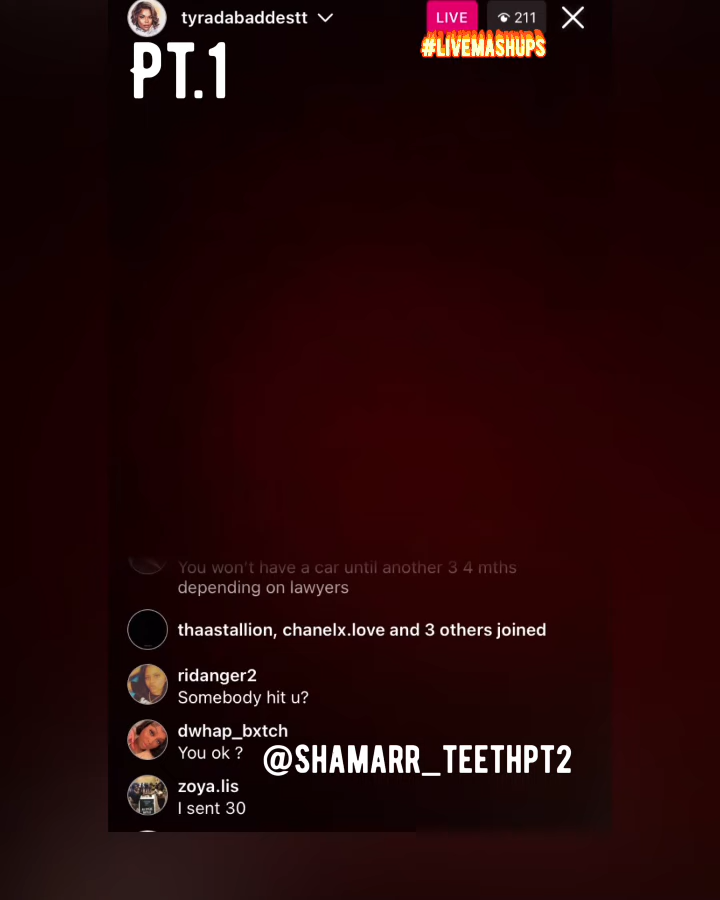 tyradabaddestt
LIVE
211
#LIVEMASHUPS
PT.1
You won't have a car until another 3 4 mths
depending on lawyers
thaastallion, chanelx.love and 3 others joined
ridanger2
Somebody hit u?
dwhap_bxtch
You ok ?
@SHAMARR_TEETHPT2
zoya.lis
I sent 30